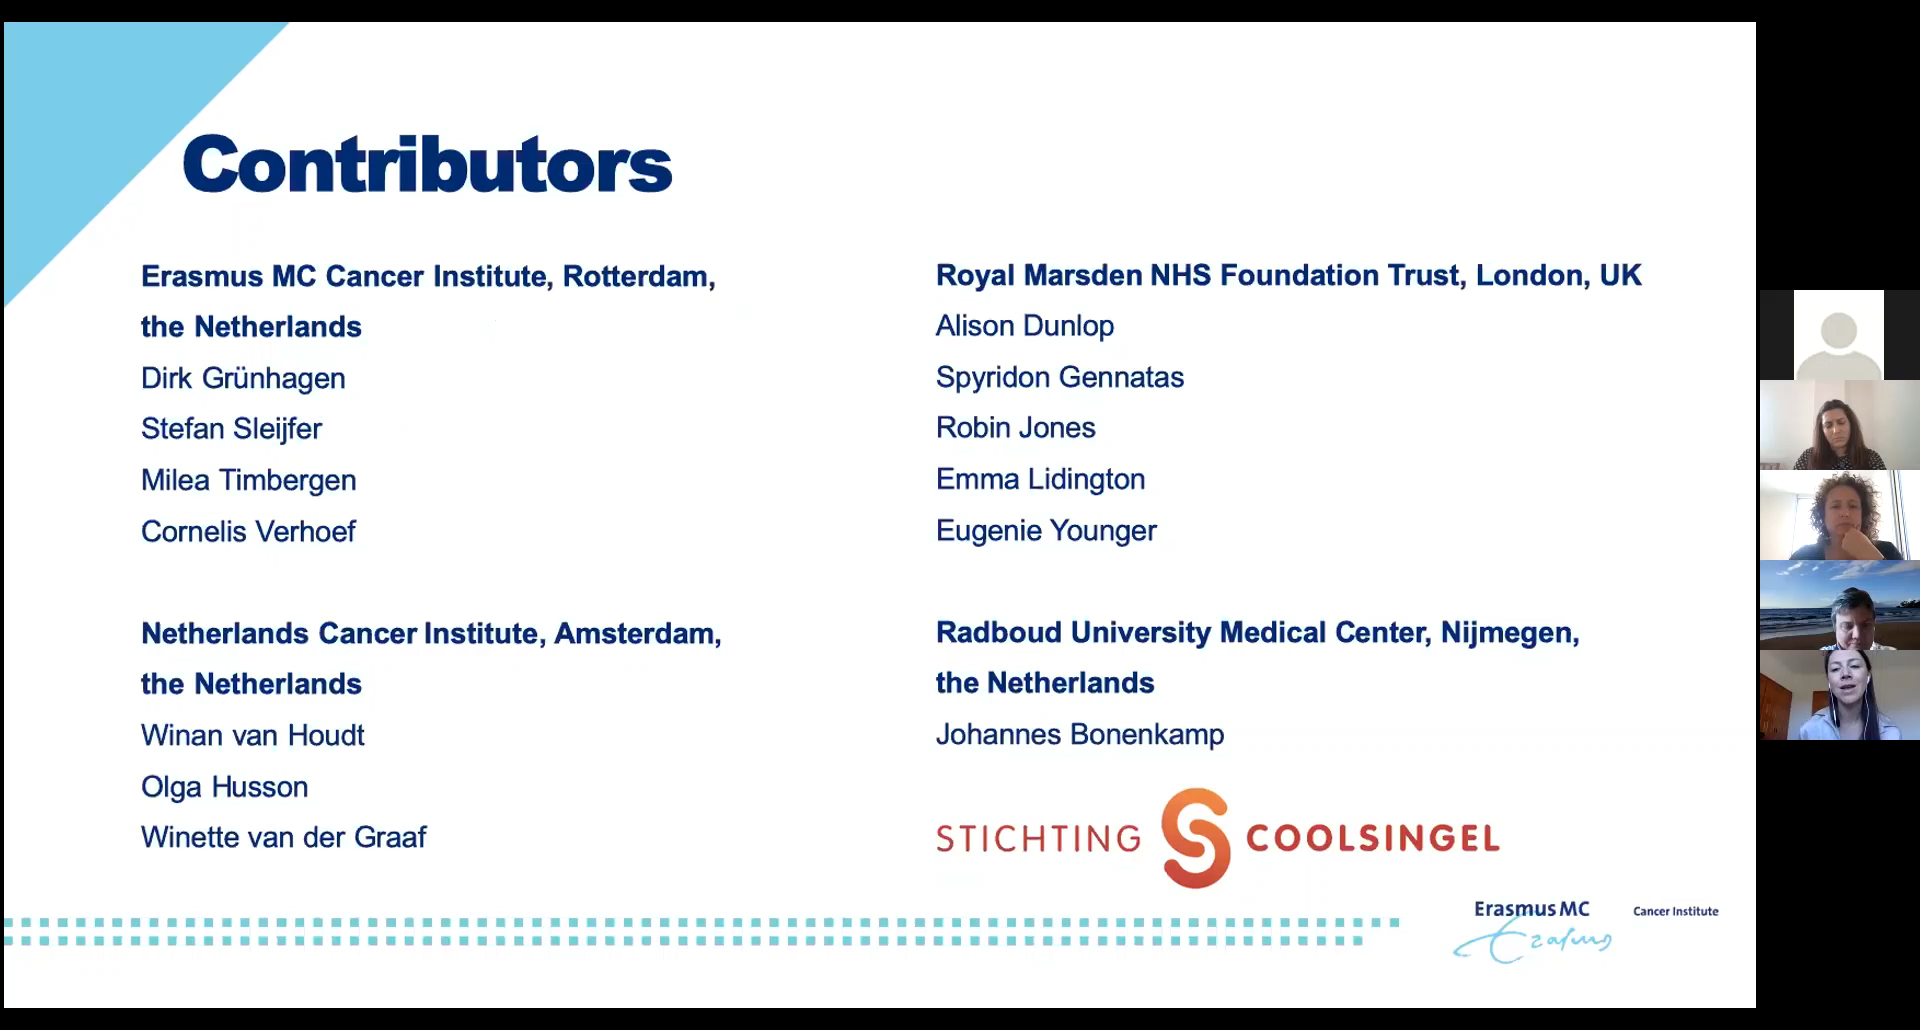 Contributors
Erasmus MC Cancer Institute, Rotterdam,
the Netherlands
Dirk Grünhagen
Stefan Sleijfer
Milea Timbergen
Cornelis Verhoef
Netherlands Cancer Institute, Amsterdam,
the Netherlands
Winan van Houdt
Olga Husson
Winette van der Graaf
Royal Marsden NHS Foundation Trust, London, UK
Alison Dunlop
Spyridon Gennatas
Robin Jones
Emma Lidington
Eugenie Younger
Radboud University Medical Center, Nijmegen,
the Netherlands
Johannes Bonenkamp
STICHTING S COOLSINGEL
Erasmus MC Cancer Institute
Erasmus